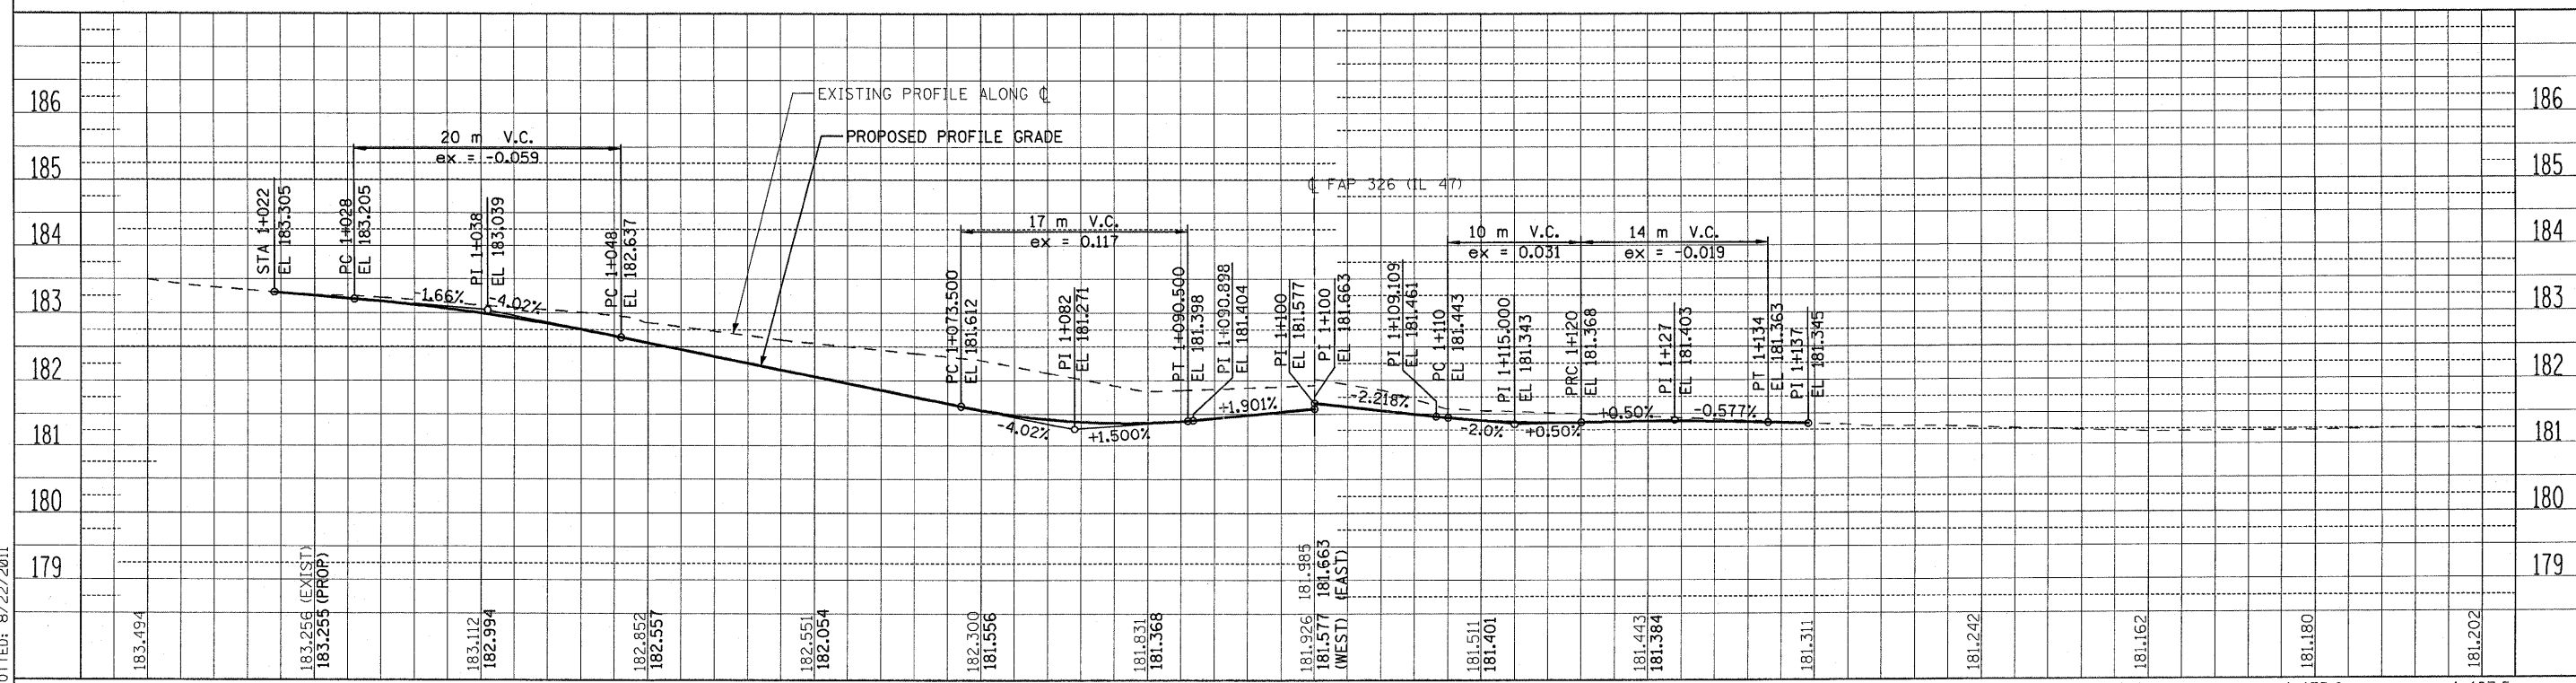 EXISTING PROFILE ALONG ℄
PROPOSED PROFILE GRADE
℄ FAP 326 (IL 47)
186
185
184
183
182
181
180
179
186
185
184
183
182
181
180
179
20 m V.C.
ex = -0.059
17 m V.C.
ex = 0.117
10 m V.C.
ex = 0.031
14 m V.C.
ex = -0.019
STA 1+022
EL 183.305
PC 1+028
EL 183.205
PI 1+038
EL 183.039
PC 1+048
EL 182.637
PC 1+073.500
EL 181.612
PI 1+082
EL 181.271
PT 1+090.500
EL 181.398
PI 1+090.898
EL 181.404
PI 1+100
EL 181.577
PI 1+100
EL 181.663
PI 1+109.109
EL 181.461
PC 1+110
EL 181.443
PI 1+115.000
EL 181.343
PRC 1+120
EL 181.368
PI 1+127
EL 181.403
PT 1+134
EL 181.363
PI 1+137
EL 181.345
-1.66%
-4.02%
-4.02%
+1.500%
+1.901%
-2.218%
-2.0%
+0.50%
+0.50%
-0.577%
183.494
183.256 (EXIST)
183.255 (PROP)
183.112
182.994
182.852
182.557
182.551
182.054
182.300
181.556
181.831
181.368
181.926 181.985
181.577 181.663
(WEST) (EAST)
181.511
181.401
181.443
181.384
181.311
181.242
181.162
181.180
181.202
8/22/2011